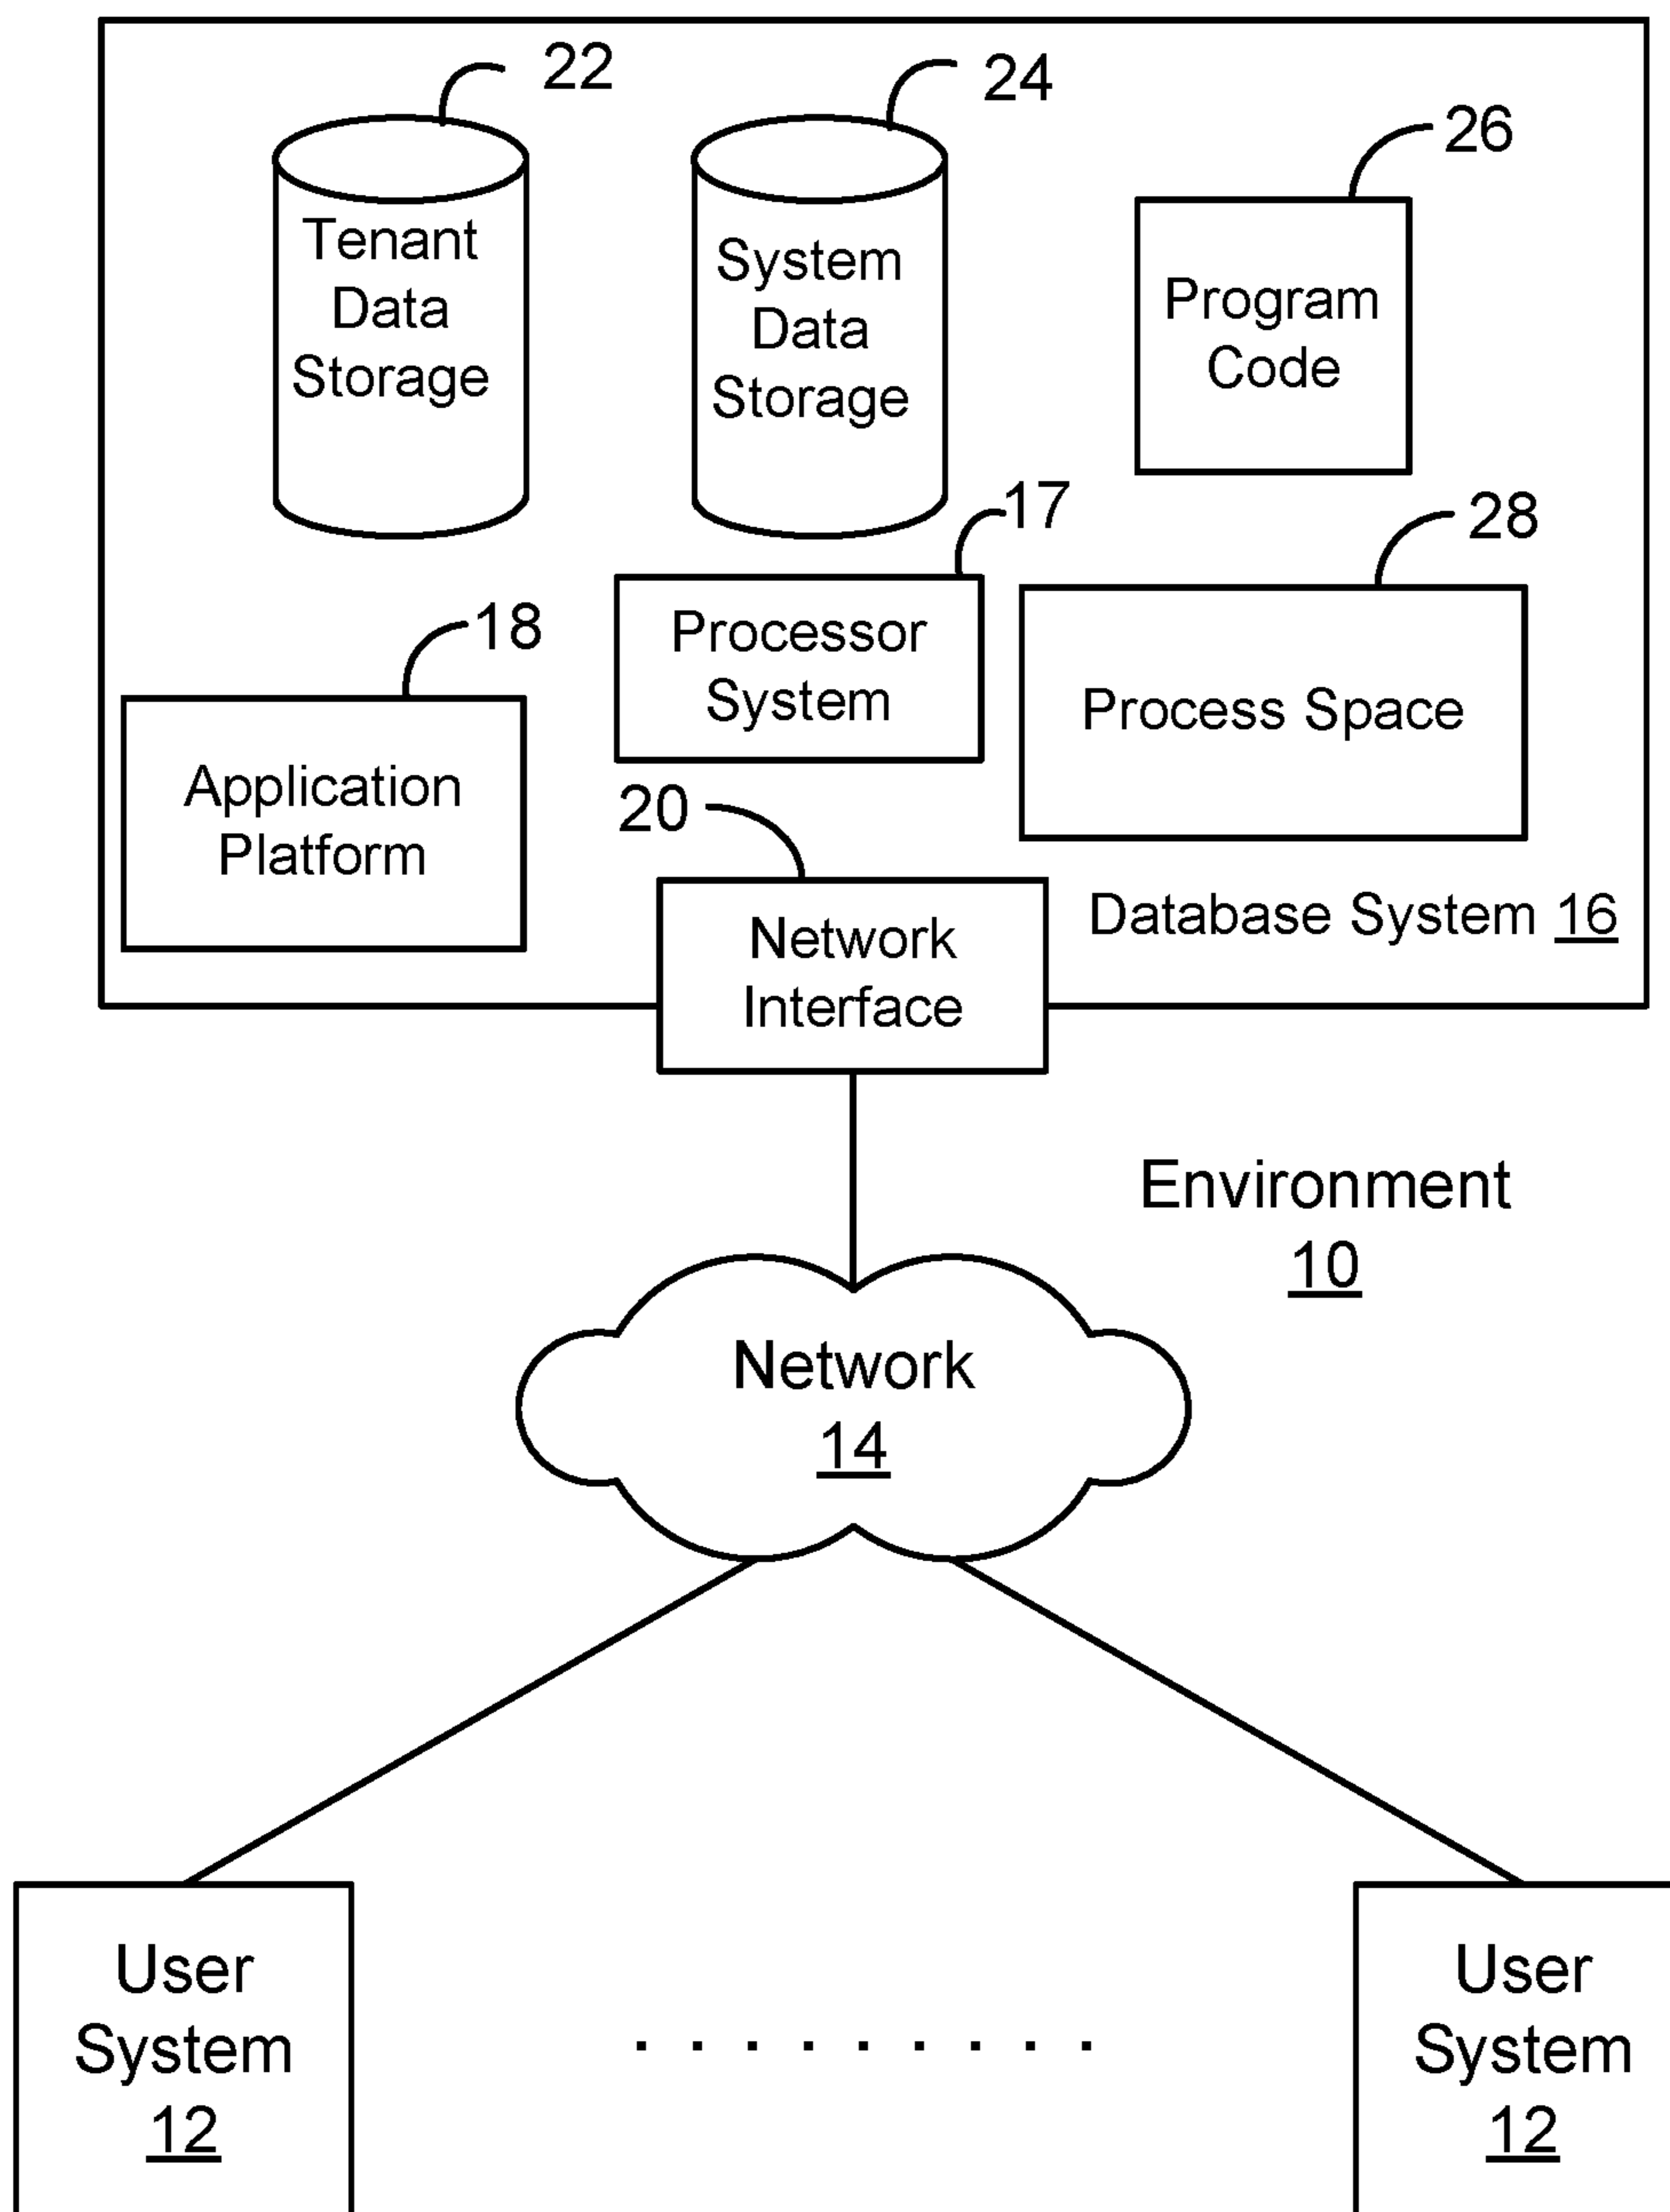 22
24
26
Tenant
Data
Storage
System
Data
Storage
Program
Code
17
28
18
Processor
System
Process Space
Application
Platform
20
Network
Interface
Database System 16
Environment
10
Network
14
User
System
12
. . . . . . . . .
User
System
12